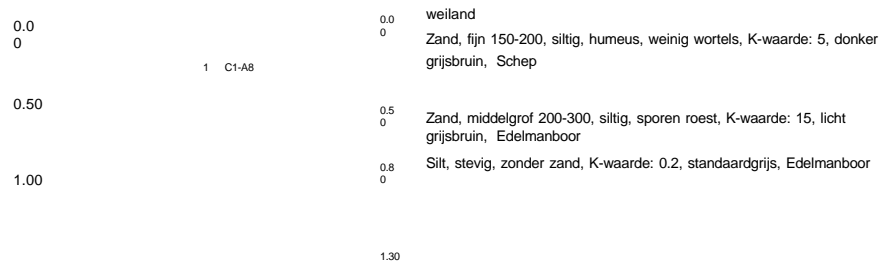 0.0
0
1 C1-A8
0.50
1.00
0.0
0
weiland
Zand, fijn 150-200, siltig, humeus, weinig wortels, K-waarde: 5, donker
grijsbruin, Schep
0.5
0
Zand, middelgrof 200-300, siltig, sporen roest, K-waarde: 15, licht
grijsbruin, Edelmanboor
0.8
0
Silt, stevig, zonder zand, K-waarde: 0.2, standaardgrijs, Edelmanboor
1.30